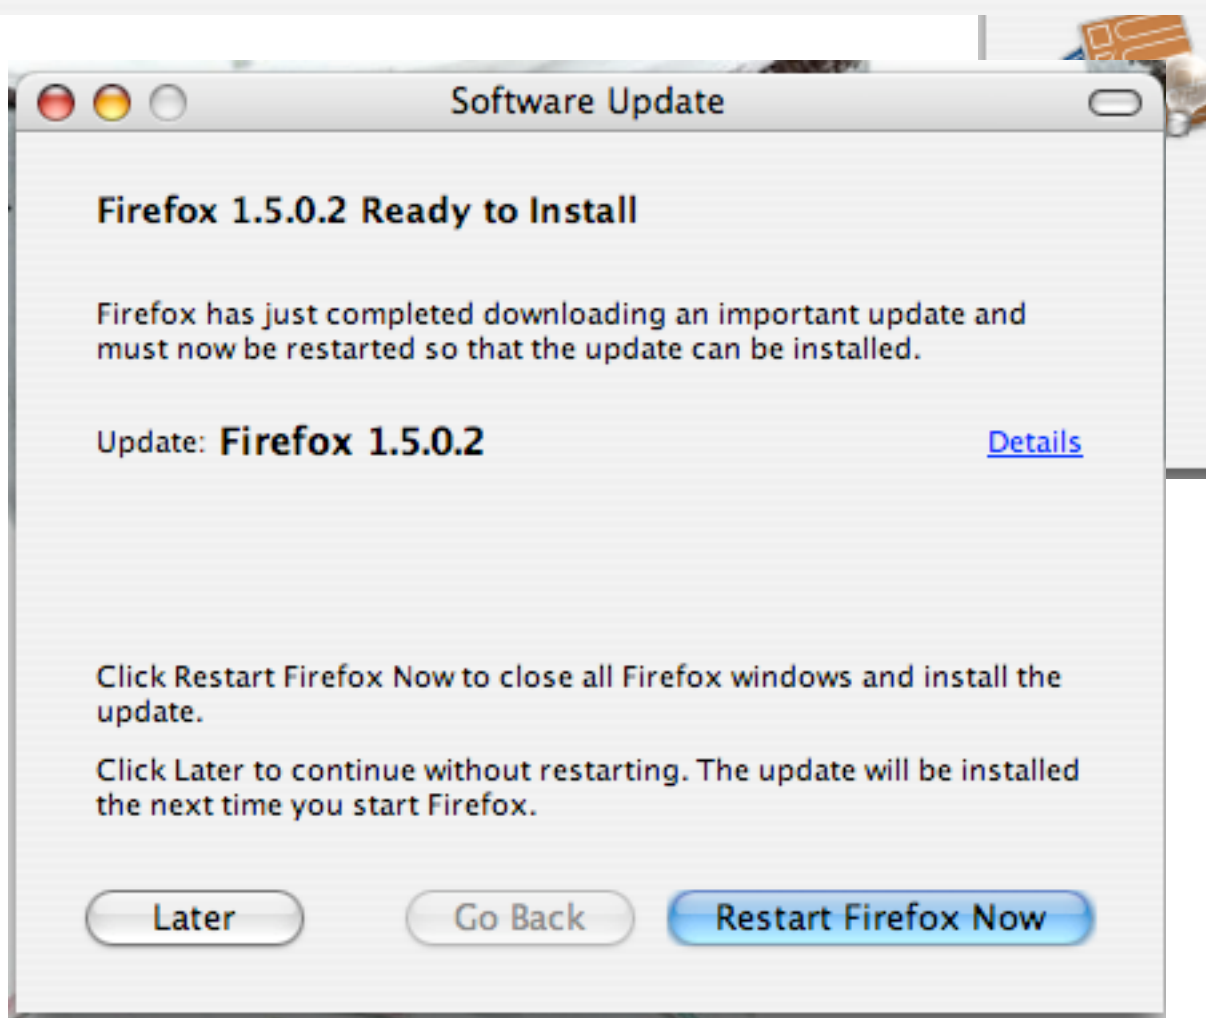 Software Update
Firefox 1.5.0.2 Ready to Install
Firefox has just completed downloading an important update and
must now be restarted so that the update can be installed.
Update: Firefox 1.5.0.2 Details
Click Restart Firefox Now to close all Firefox windows and install the
update.
Click Later to continue without restarting. The update will be installed
the next time you start Firefox.
Later Go Back Restart Firefox Now